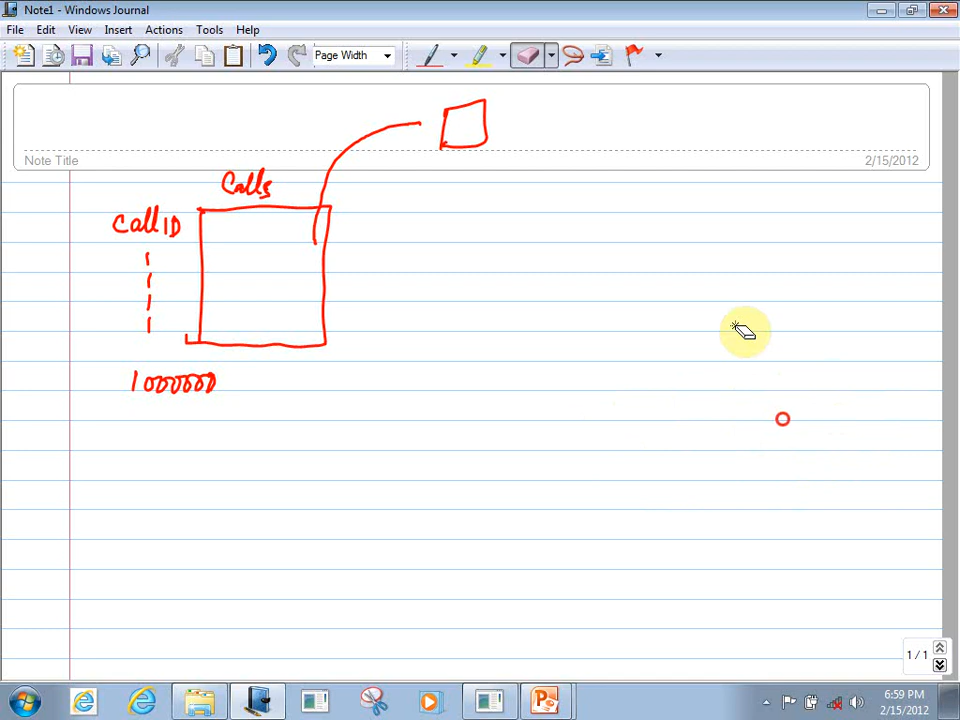 Note1 - Windows Journal
File Edit View Insert Actions Tools Help
Page Width
Note Title
2/15/2012
Calls
Call ID
10000000
1 / 1
6:59 PM
2/15/2012